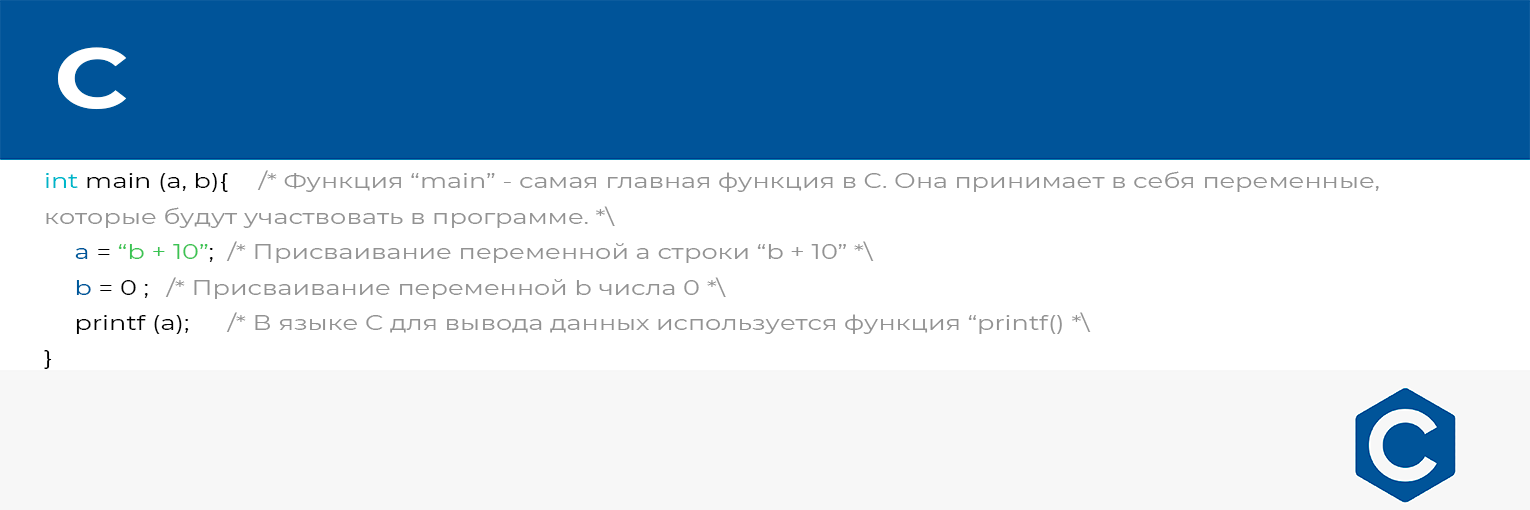 C
int main (a, b){ /* Функция “main” - самая главная функция в C. Она принимает в себя переменные,
которые будут участвовать в программе. *\
a = “b + 10”; /* Присваивание переменной a строки “b + 10” *\
b = 0 ; /* Присваивание переменной b числа 0 *\
printf (a); /* В языке C для вывода данных используется функция “printf() *\
}
C